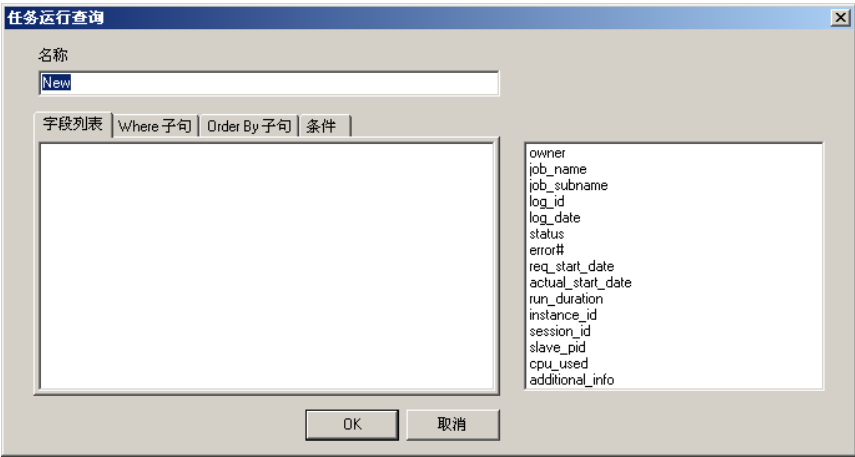 任务运行查询
名称
New
字段列表 Where 子句 Order By 子句 条件
owner
job_name
job_subname
log_id
log_date
status
error#
req_start_date
actual_start_date
run_duration
instance_id
session_id
slave_pid
cpu_used
additional_info
OK 取消